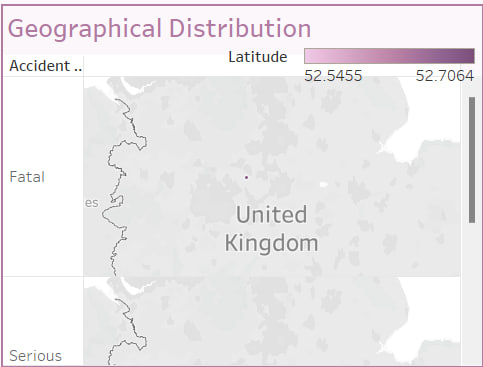 Geographical Distribution
Latitude
Accident ..
52.5455 52.7064
Fatal
es
United
Kingdom
Serious